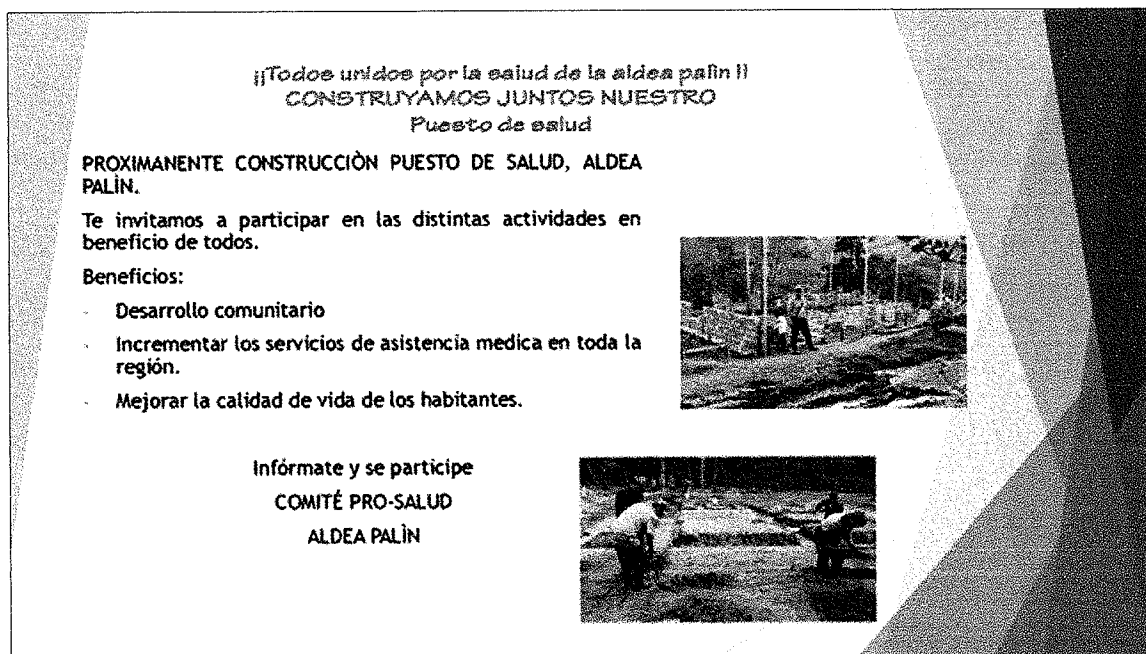 ¡¡Todos unidos por la salud de la aldea palín !!
CONSTRUYAMOS JUNTOS NUESTRO
Puesto de salud
PROXIMANENTE CONSTRUCCIÒN PUESTO DE SALUD, ALDEA
PALÌN.
Te invitamos a participar en las distintas actividades en
beneficio de todos.
Beneficios:
- Desarrollo comunitario
- Incrementar los servicios de asistencia medica en toda la
región.
- Mejorar la calidad de vida de los habitantes.
Infórmate y se participe
COMITÉ PRO-SALUD
ALDEA PALÌN